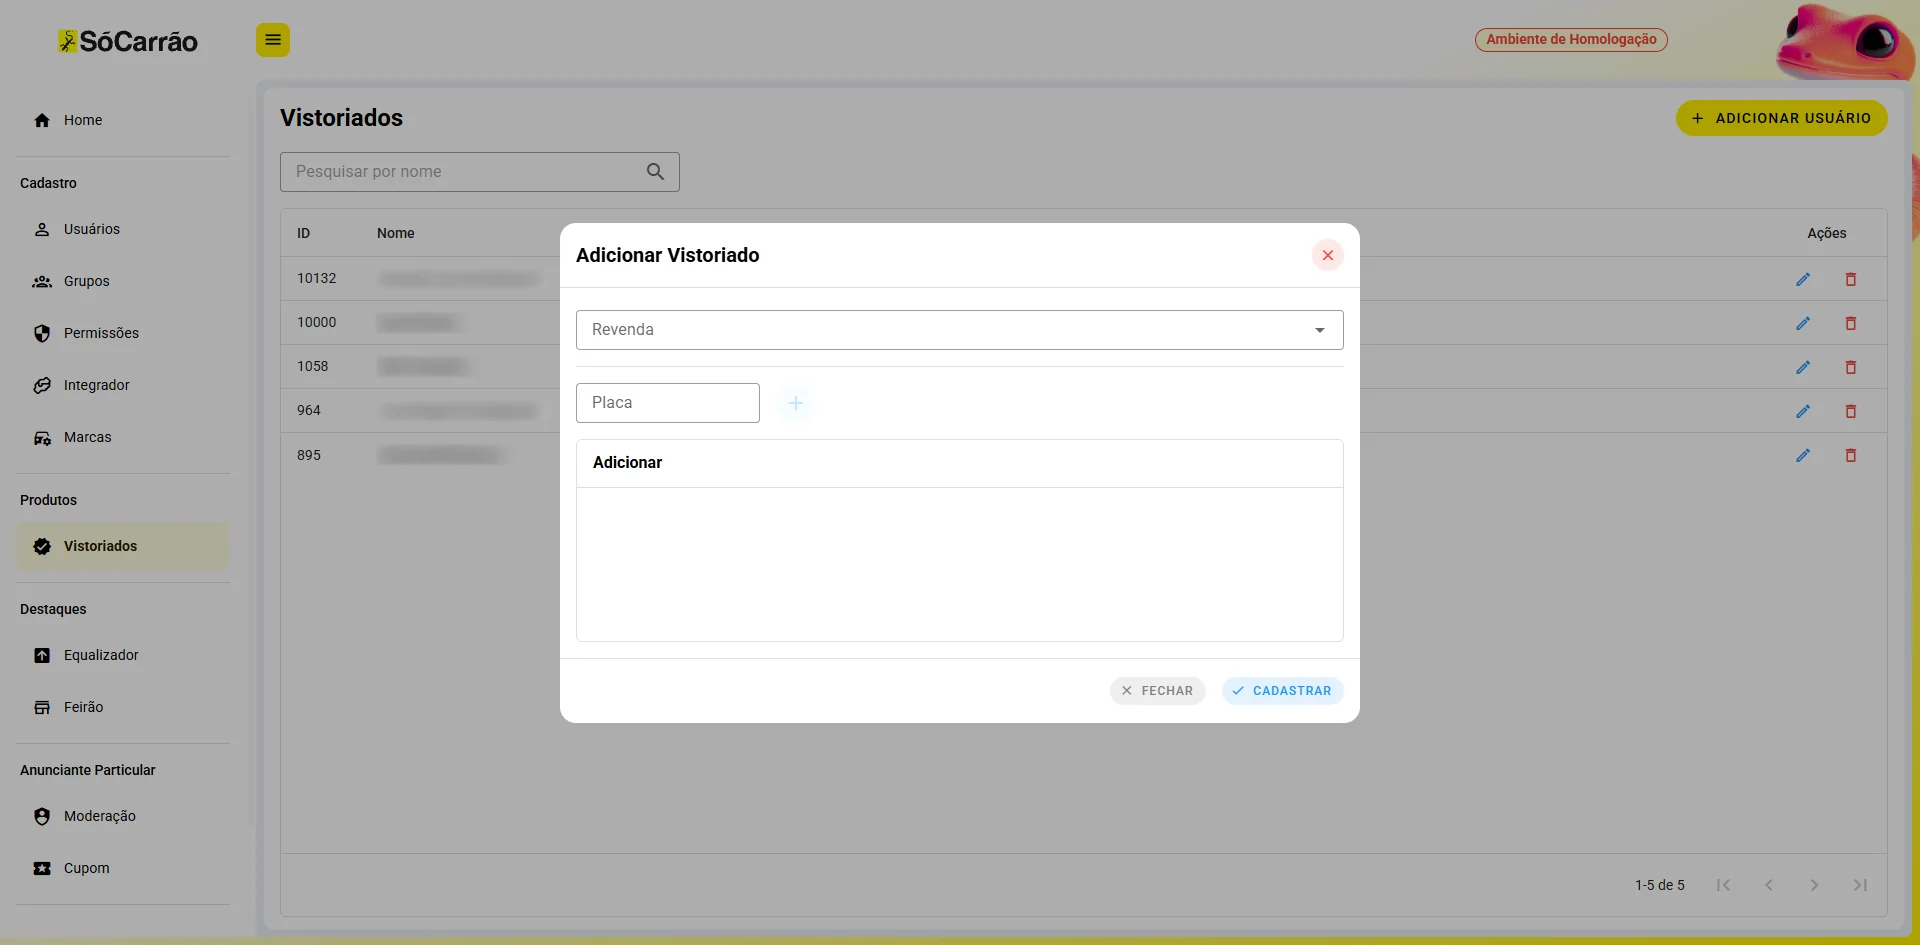 SóCarrão
Ambiente de Homologação
Home
Cadastro
Usuários
Grupos
Permissões
Integrador
Marcas
Produtos
Vistoriados
Destaques
Equalizador
Feirão
Anunciante Particular
Moderação
Cupom
Vistoriados
ADICIONAR USUÁRIO
Pesquisar por nome
ID Nome Ações
10132
10000
1058
964
895
1-5 de 5
Adicionar Vistoriado
Revenda
Placa
Adicionar
FECHAR CADASTRAR